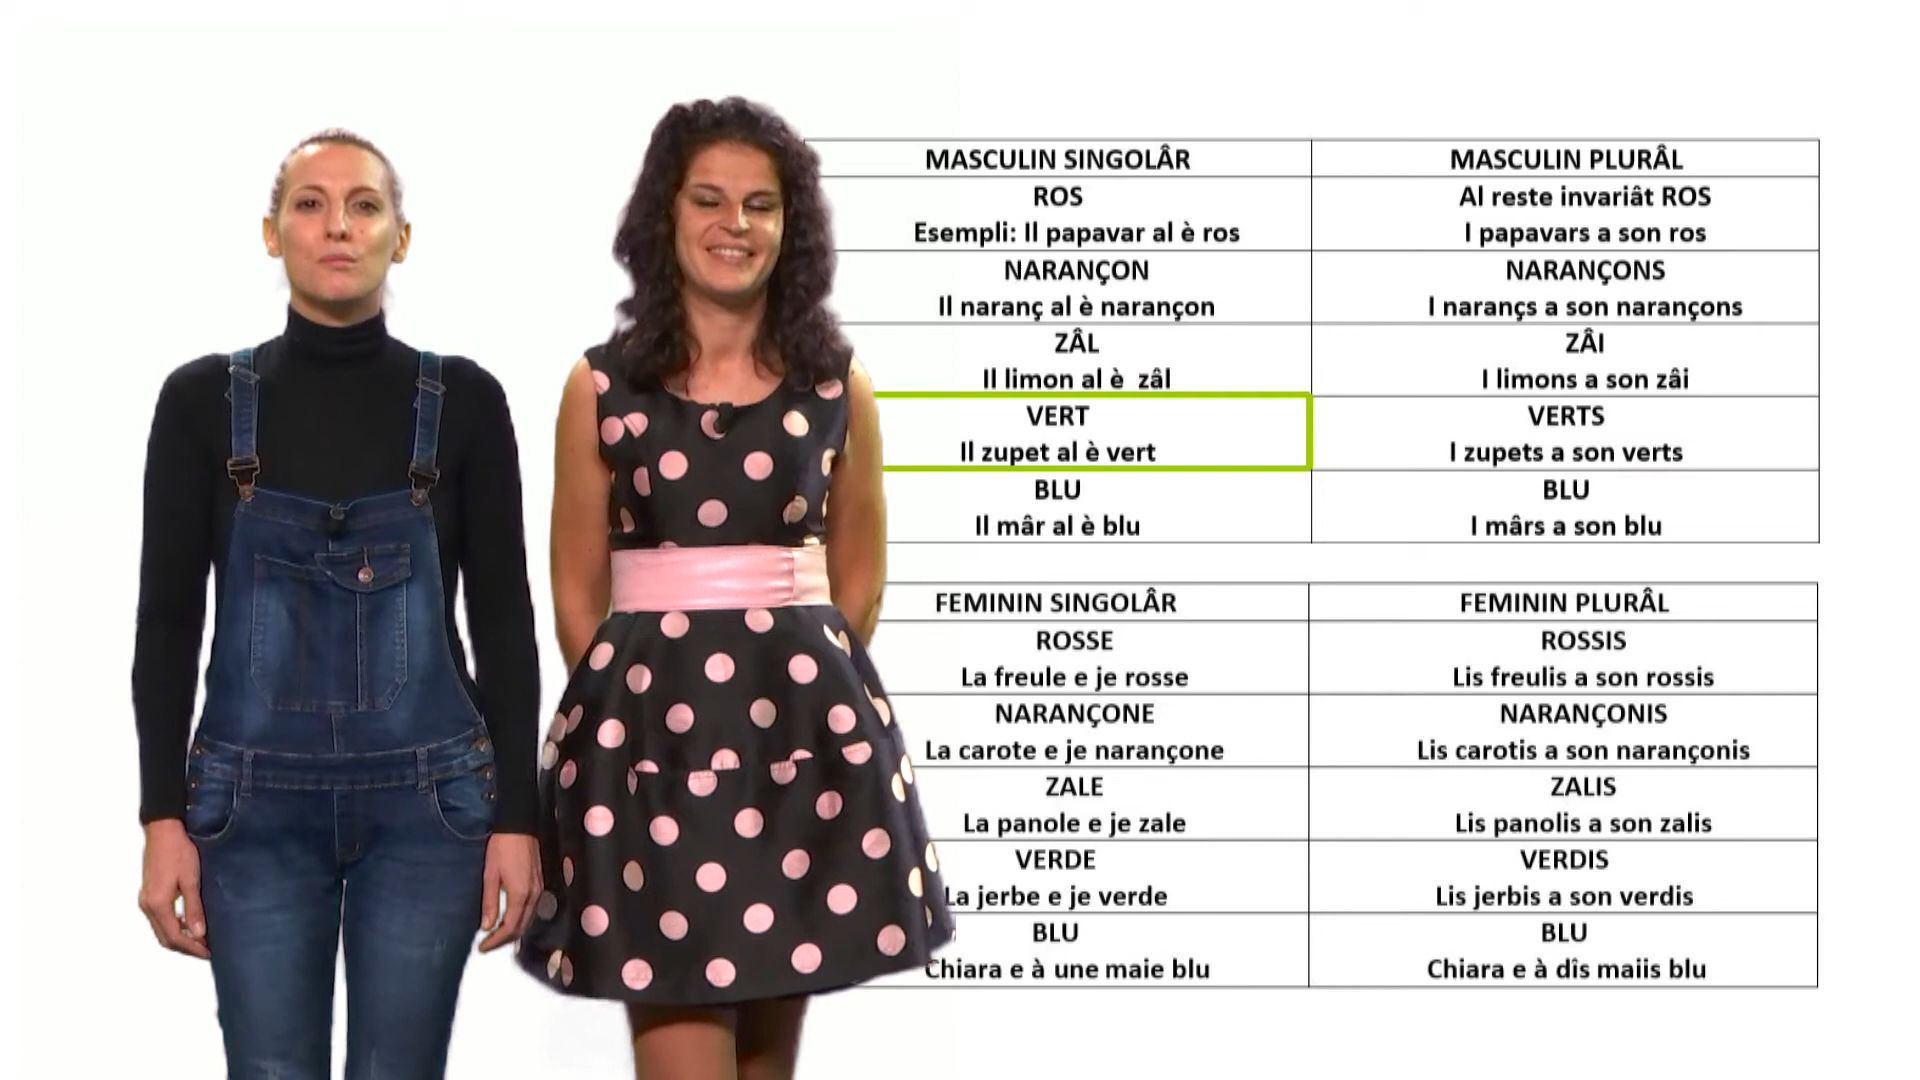 MASCULIN SINGOLÂR
MASCULIN PLURÂL
ROS
Esempli: Il papavar al è ros
Al reste invariât ROS
I papavars a son ros
NARANÇON
Il naranç al è narançon
NARANÇONS
I narançs a son narançons
ZÂL
Il limon al è zâl
ZÂI
I limons a son zâi
VERT
Il zupet al è vert
VERTS
I zupets a son verts
BLU
Il mâr al è blu
BLU
I mârs a son blu
FEMININ SINGOLÂR
FEMININ PLURÂL
ROSSE
La freule e je rosse
ROSSIS
Lis freulis a son rossis
NARANÇONE
La carote e je narançone
NARANÇONIS
Lis carotis a son narançonis
ZALE
La panole e je zale
ZALIS
Lis panolis a son zalis
VERDE
La jerbe e je verde
VERDIS
Lis jerbis a son verdis
BLU
Chiara e à une maie blu
BLU
Chiara e à dîs maiis blu